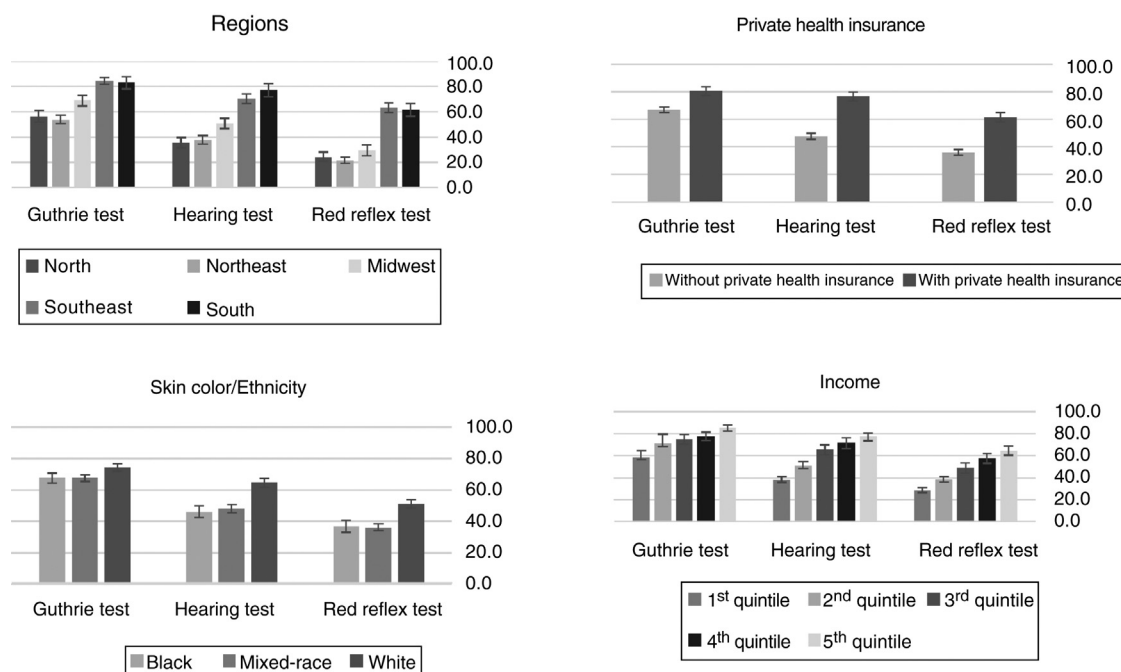 Regions
100.0
80.0
60.0
40.0
20.0
0.0
Guthrie test Hearing test Red reflex test
North Northeast Midwest
Southeast South
Private health insurance
100.0
80.0
60.0
40.0
20.0
0.0
Guthrie test Hearing test Red reflex test
Without private health insurance With private health insurance
Skin color/Ethnicity
100.0
80.0
60.0
40.0
20.0
0.0
Guthrie test Hearing test Red reflex test
Black Mixed-race White
Income
100.0
80.0
60.0
40.0
20.0
0.0
Guthrie test Hearing test Red reflex test
1st quintile 2nd quintile 3rd quintile
4th quintile 5th quintile